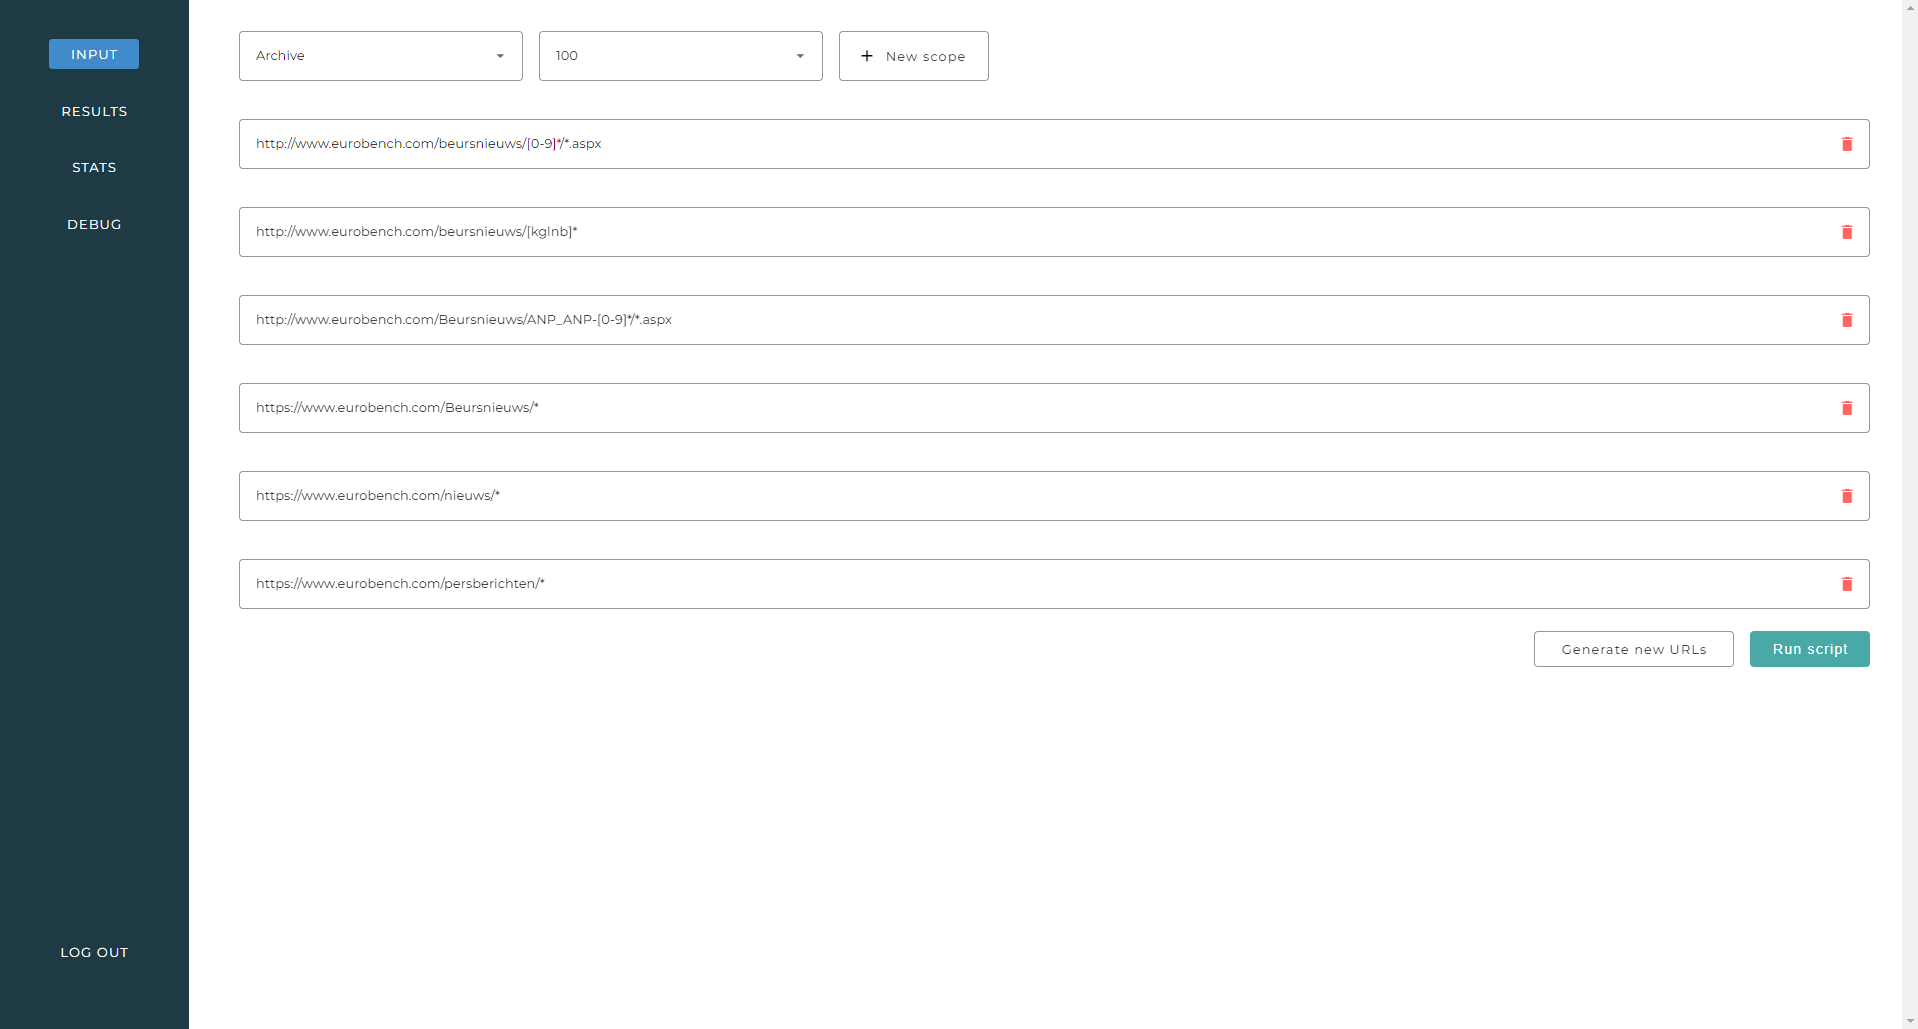 INPUT
RESULTS
STATS
DEBUG
LOG OUT
Archive
100
+ New scope
http://www.eurobench.com/beursnieuws/[0-9]*/*.aspx
http://www.eurobench.com/beursnieuws/[kglnb]*
http://www.eurobench.com/Beursnieuws/ANP_ANP-[0-9]*/*.aspx
https://www.eurobench.com/Beursnieuws/*
https://www.eurobench.com/nieuws/*
https://www.eurobench.com/persberichten/*
Generate new URLs
Run script